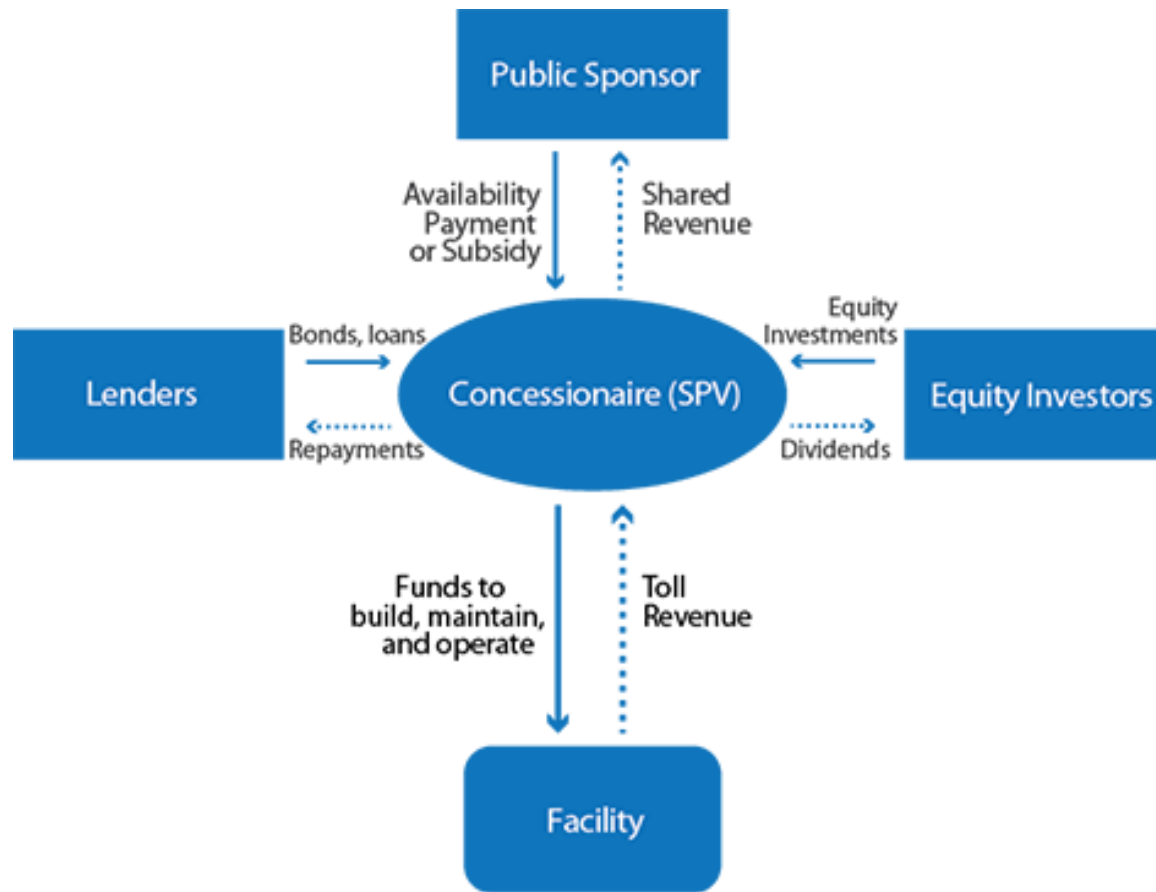 Public Sponsor
Availability
Payment
or Subsidy
Shared
Revenue
Bonds, loans
Equity
Investments
Lenders
Concessionaire (SPV)
Equity Investors
Repayments
Dividends
Funds to
build, maintain,
and operate
Toll
Revenue
Facility